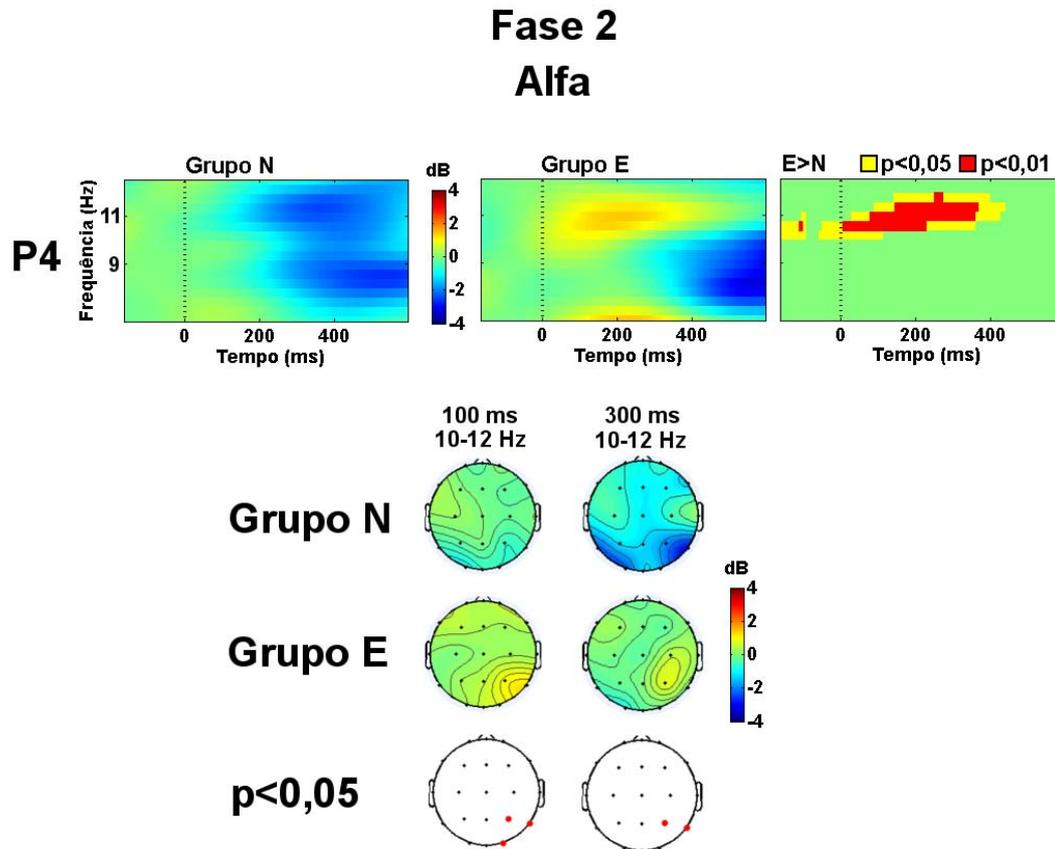 Fase 2
Alfa
Grupo N
dB
Grupo E
E>N p<0,05 p<0,01
P4
Frequência (Hz)
11
9
4
2
0
-2
-4
0 200 400
Tempo (ms)
0 200 400
Tempo (ms)
0 200 400
Tempo (ms)
100 ms
10-12 Hz
300 ms
10-12 Hz
Grupo N
Grupo E
dB
4
2
0
-2
-4
p<0,05